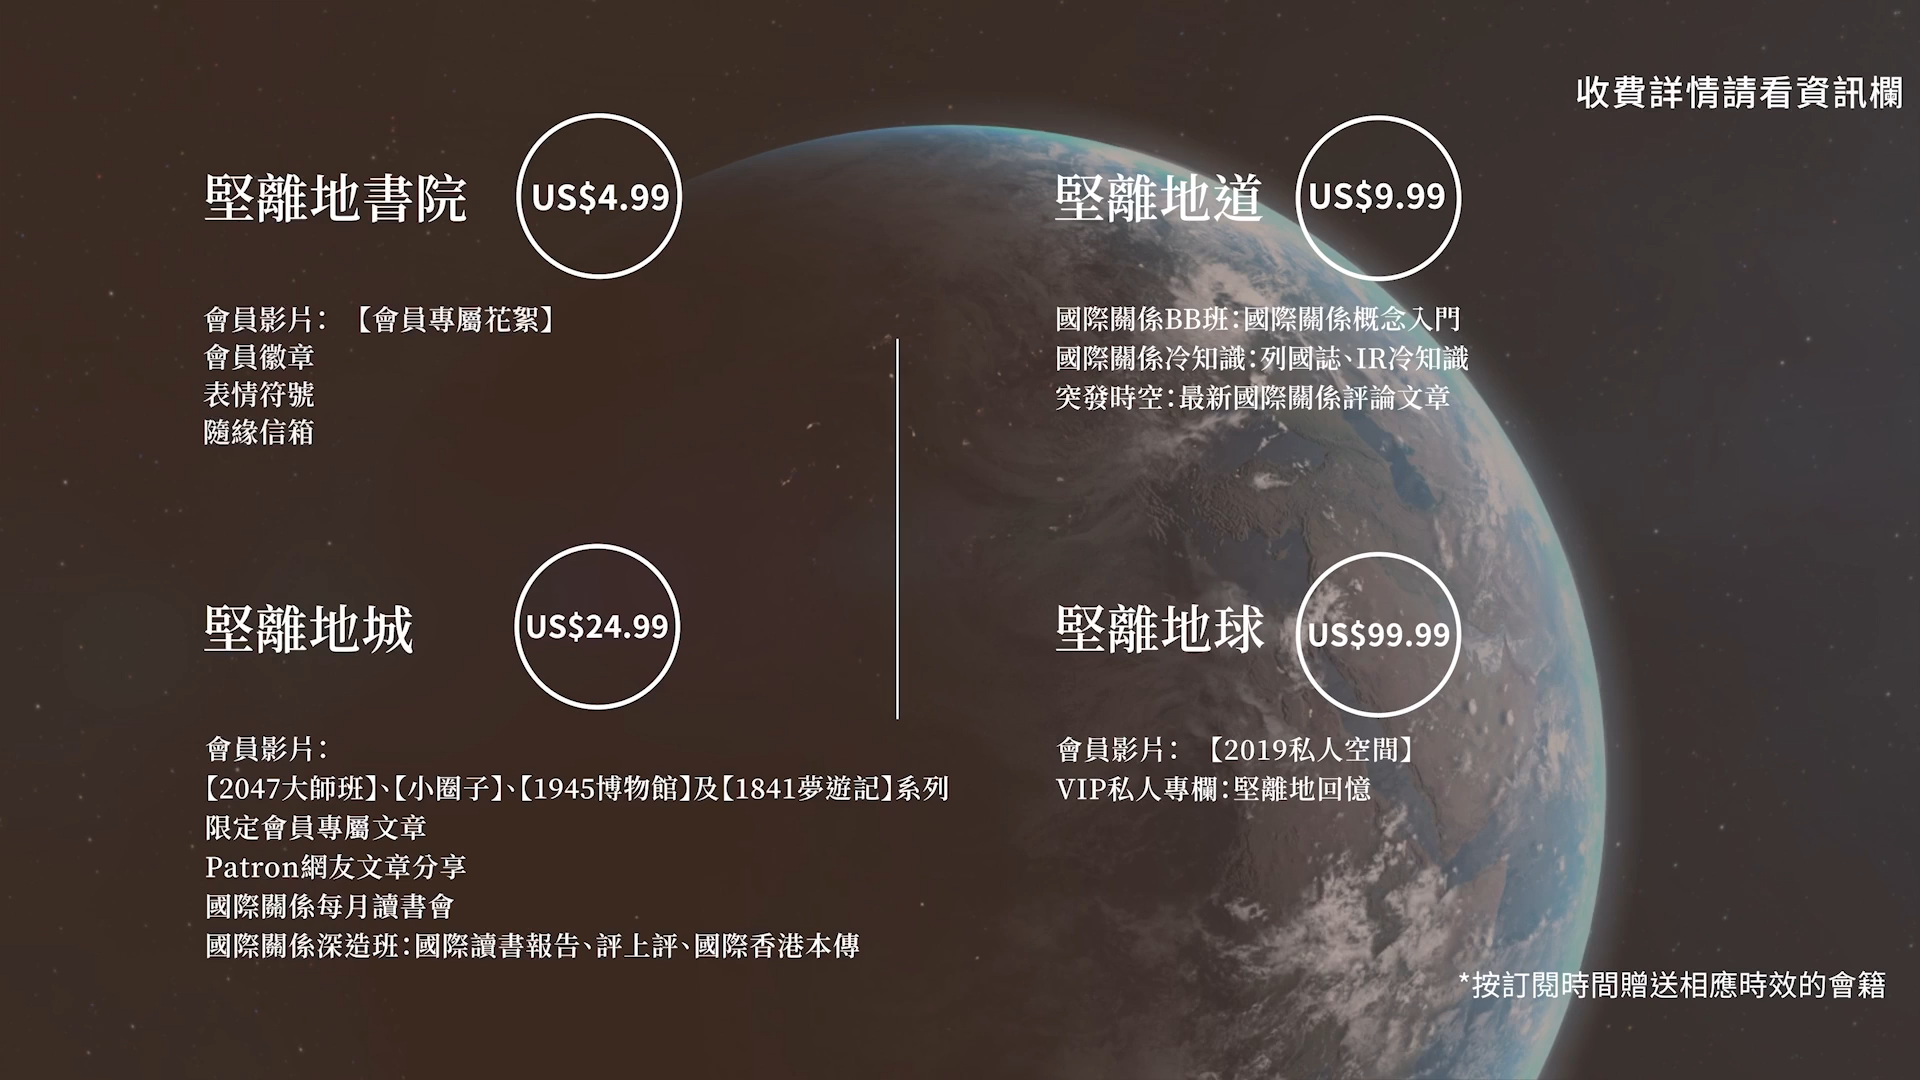 收費詳情請看資訊欄
堅離地書院
US$4.99
會員影片：【會員專屬花絮】
會員徽章
表情符號
隨緣信箱
堅離地道
US$9.99
國際關係BB班：國際關係概念入門
國際關係冷知識：列國誌、IR冷知識
突發時空：最新國際關係評論文章
堅離地城
US$24.99
會員影片：
【2047大師班】、【小圈子】、【1945博物館】及【1841夢遊記】系列
限定會員專屬文章
Patron網友文章分享
國際關係每月讀書會
國際關係深造班：國際讀書報告、評上評、國際香港本傳
堅離地球
US$99.99
會員影片：【2019私人空間】
VIP私人專欄：堅離地回憶
*按訂閱時間贈送相應時效的會籍